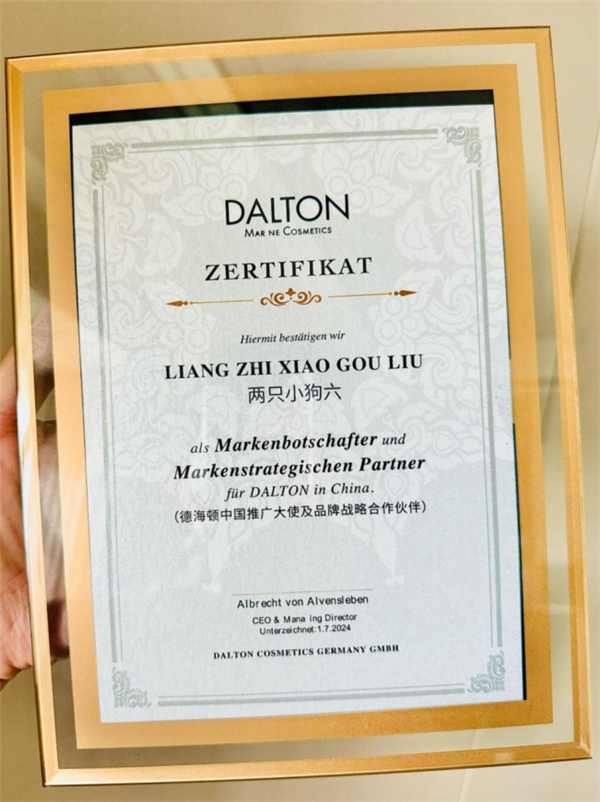 DALTON
MAR NE COSMETICS
ZERTIFIKAT
Hiermit bestätigen wir
LIANG ZHI XIAO GOU LIU
两只小狗六
als Markenbotschafter und
Markenstrategischen Partner
für DALTON in China.
（德海顿中国推广大使及品牌战略合作伙伴）
Albrecht von Alvensleben
CEO & Mana ing Director
Unterzeichnet:1.7.2024
DALTON COSMETICS GERMANY GMBH